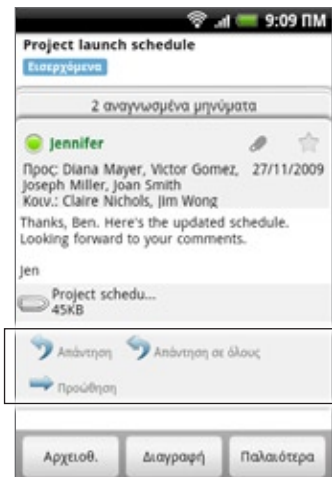 9:09 ΠΜ
Project launch schedule
Εισερχόμενα
2 αναγνωσμένα μηνύματα
Jennifer
Προς: Diana Mayer, Victor Gomez, 27/11/2009
Joseph Miller, Joan Smith
Κοιν.: Claire Nichols, Jim Wong
Thanks, Ben. Here's the updated schedule.
Looking forward to your comments.
Jen
Project schedu...
45KB
Απάντηση Απάντηση σε όλους
Προώθηση
Αρχειοθ. Διαγραφή Παλαιότερα